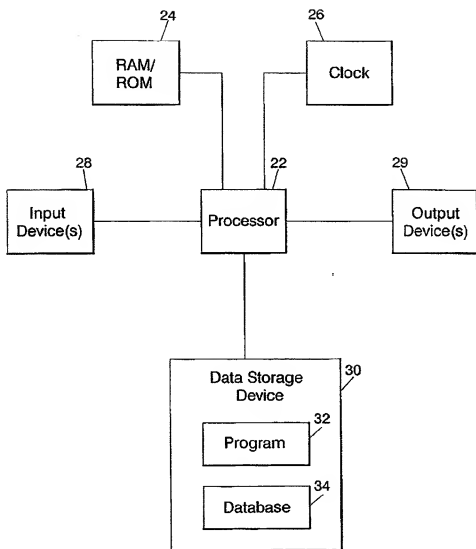 24
RAM/
ROM
26
Clock
28
Input
Device(s)
22
Processor
29
Output
Device(s)
30
Data Storage
Device
32
Program
34
Database